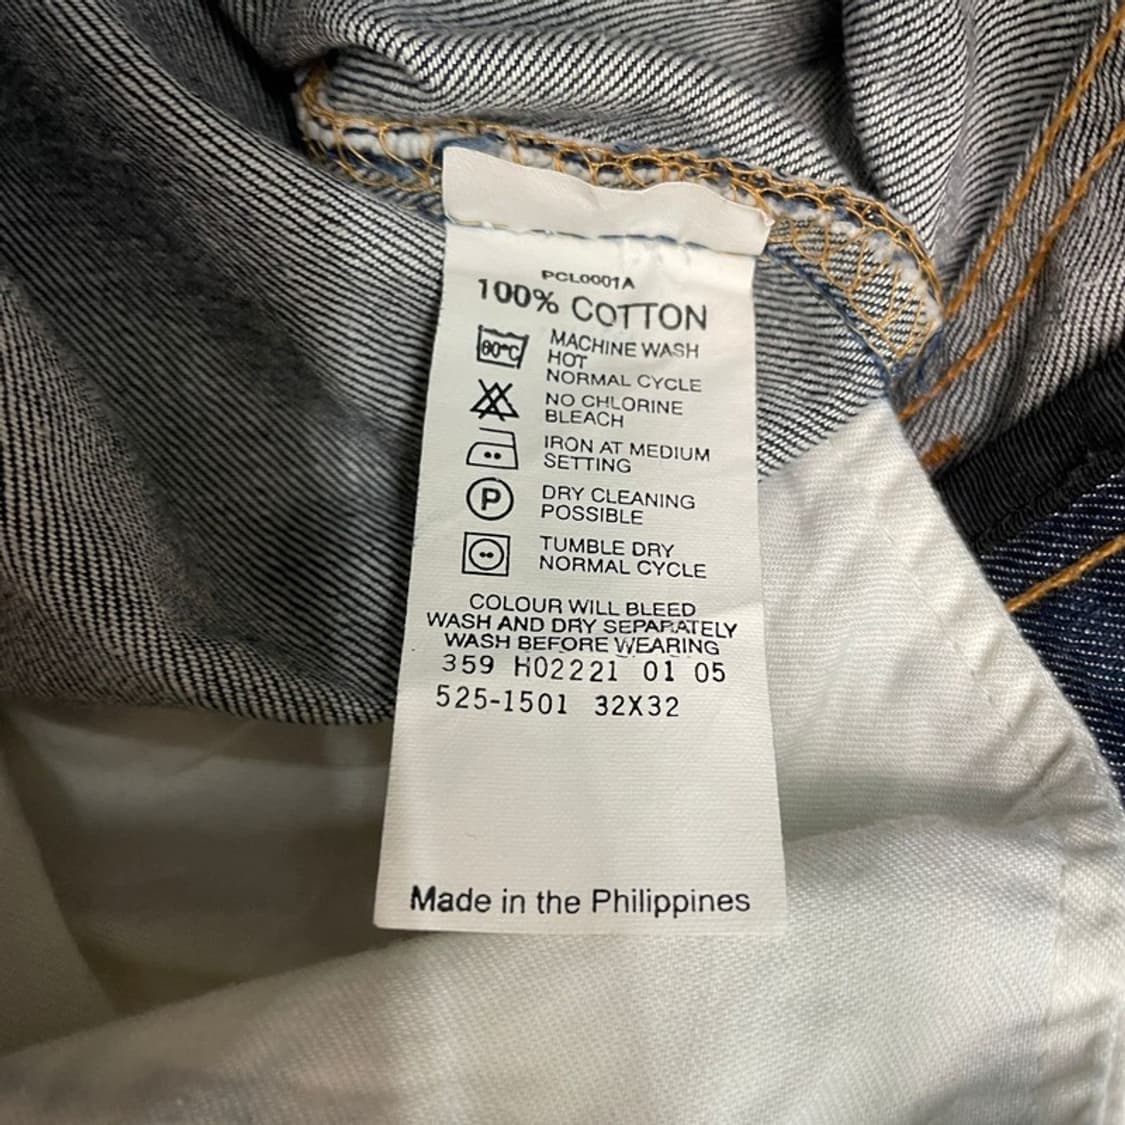 PCL0001A
100% COTTON
60°C
MACHINE WASH
HOT
NORMAL CYCLE
NO CHLORINE
BLEACH
IRON AT MEDIUM
SETTING
P
DRY CLEANING
POSSIBLE
TUMBLE DRY
NORMAL CYCLE
COLOUR WILL BLEED
WASH AND DRY SEPARATELY
WASH BEFORE WEARING
359 H02221 01 05
525-1501 32X32
Made in the Philippines